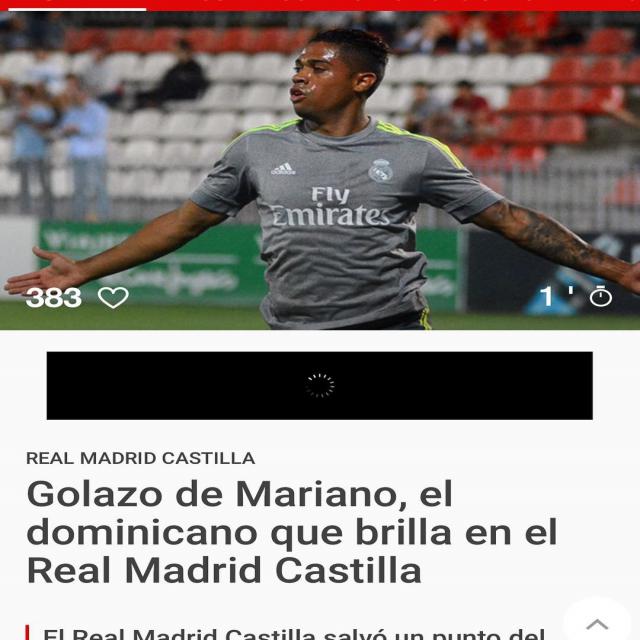 adidas
Fly
Emirates
383
1 '
REAL MADRID CASTILLA
Golazo de Mariano, el
dominicano que brilla en el
Real Madrid Castilla
El Real Madrid Castilla salvó un punto del